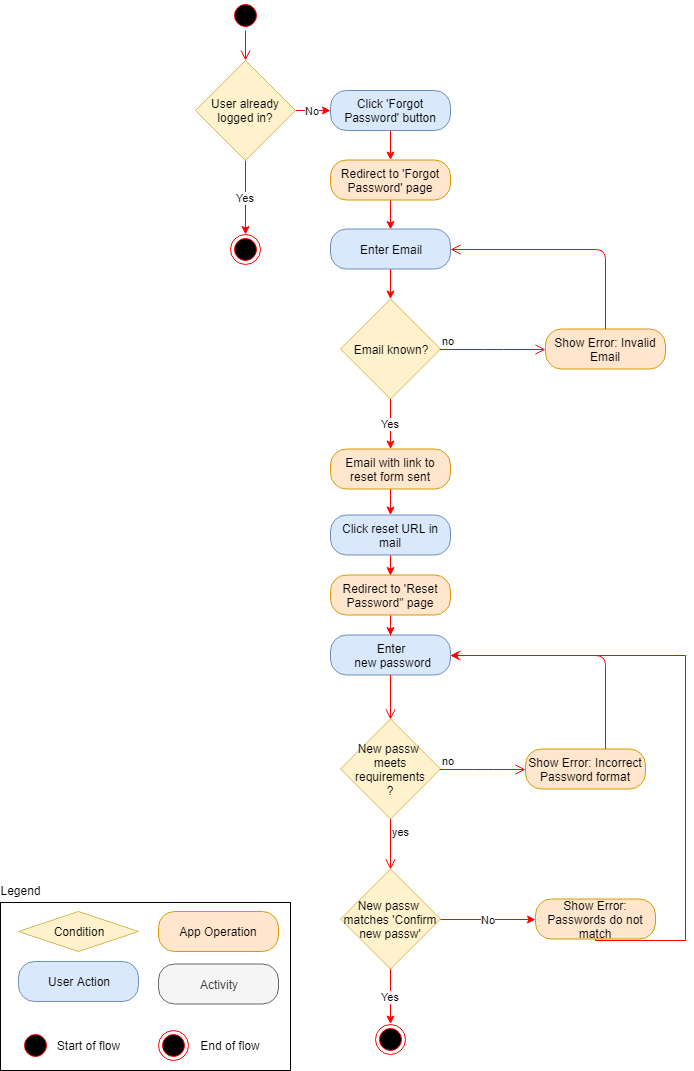 User already
logged in?
No
Click 'Forgot
Password' button
Redirect to 'Forgot
Password' page
Yes
Enter Email
Email known?
no
Show Error: Invalid
Email
Yes
Email with link to
reset form sent
Click reset URL in
mail
Redirect to 'Reset
Password" page
Enter
new password
New passw
meets
requirements
?
no
Show Error: Incorrect
Password format
yes
New passw
matches 'Confirm
new passw'
No
Show Error:
Passwords do not
match
Yes
Legend
Condition
App Operation
User Action
Activity
Start of flow
End of flow